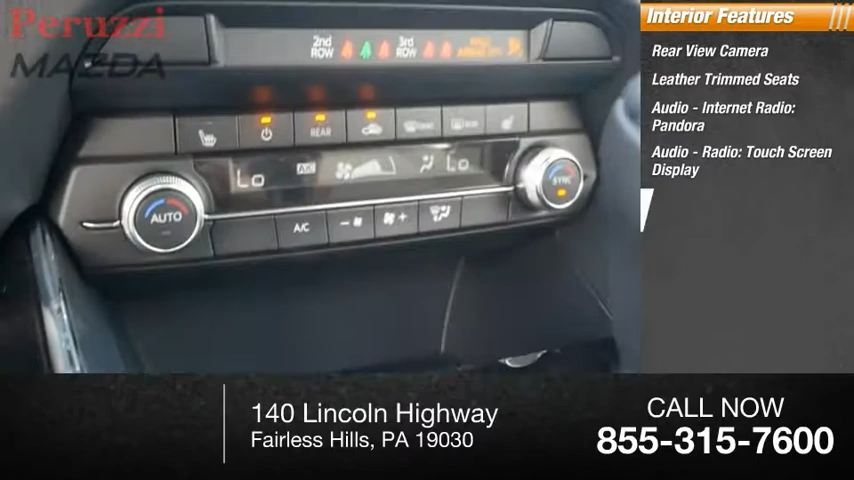 Peruzzi
MAZDA
2nd
ROW
3rd
ROW
REAR
Lo
A/C
Lo
AUTO
SYNC
A/C
Interior Features
Rear View Camera
Leather Trimmed Seats
Audio - Internet Radio:
Pandora
Audio - Radio: Touch Screen
Display
140 Lincoln Highway
Fairless Hills, PA 19030
CALL NOW
855-315-7600